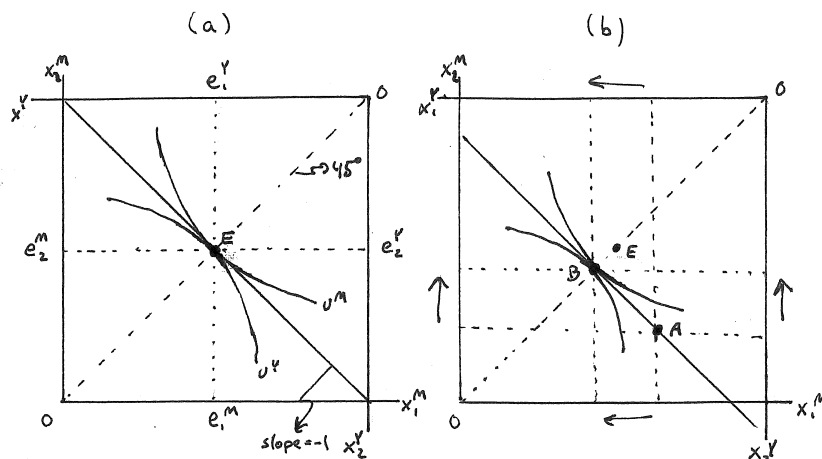 (a)
x₂ᴹ
e₁ʸ
xʸ
0
→45°
E
e₂ᴹ
e₂ʸ
uᴹ
uʸ
0
e₁ᴹ
x₁ᴹ
slope=-1
x₂ʸ
(b)
x₂ᴹ
x₁ʸ
0
E
B
A
0
x₁ᴹ
x₂ʸ